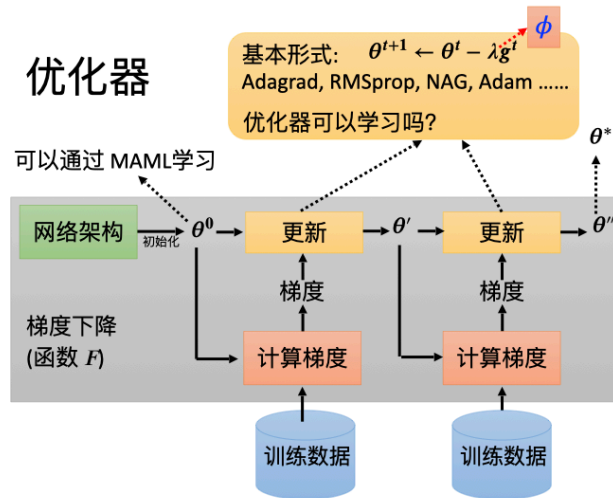 优化器
ϕ
基本形式: θ^{t+1} ← θ^t − λg^t
Adagrad, RMSprop, NAG, Adam ……
优化器可以学习吗?
可以通过 MAML学习
θ*
网络架构
初始化
θ^0
更新
θ′
更新
θ″
梯度
梯度
梯度下降
(函数 F)
计算梯度
计算梯度
训练数据
训练数据